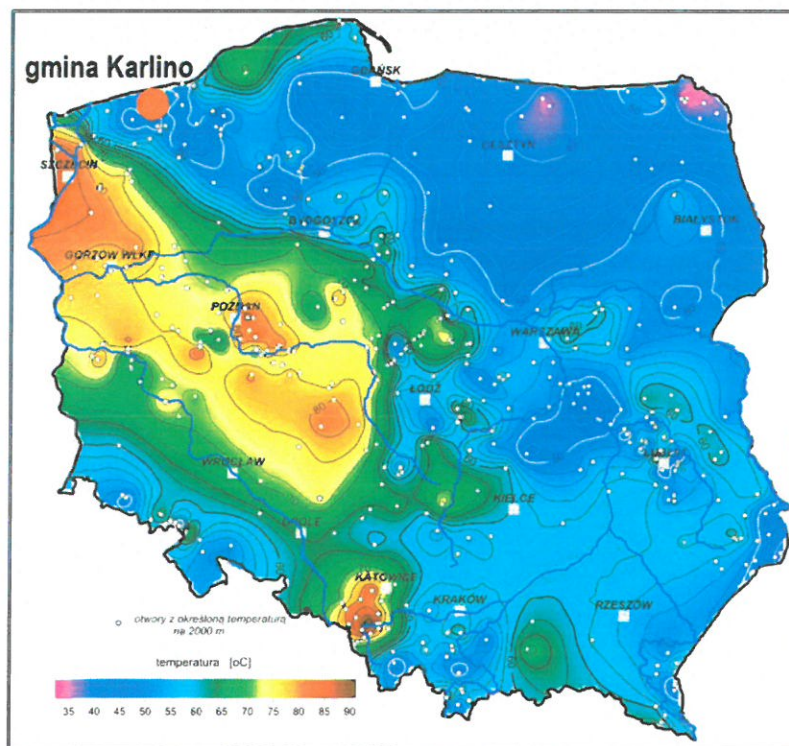 gmina Karlino
GDAŃSK
SZCZECIN
OLSZTYN
BIAŁYSTOK
BYDGOSZCZ
GORZÓW WLKP
POZNAŃ
WARSZAWA
ŁÓDŹ
WROCŁAW
LUBLIN
KIELCE
OPOLE
KATOWICE
KRAKÓW
RZESZÓW
otwory z określoną temperaturą
na 2000 m
temperatura [oC]
35 40 45 50 55 60 65 70 75 80 85 90